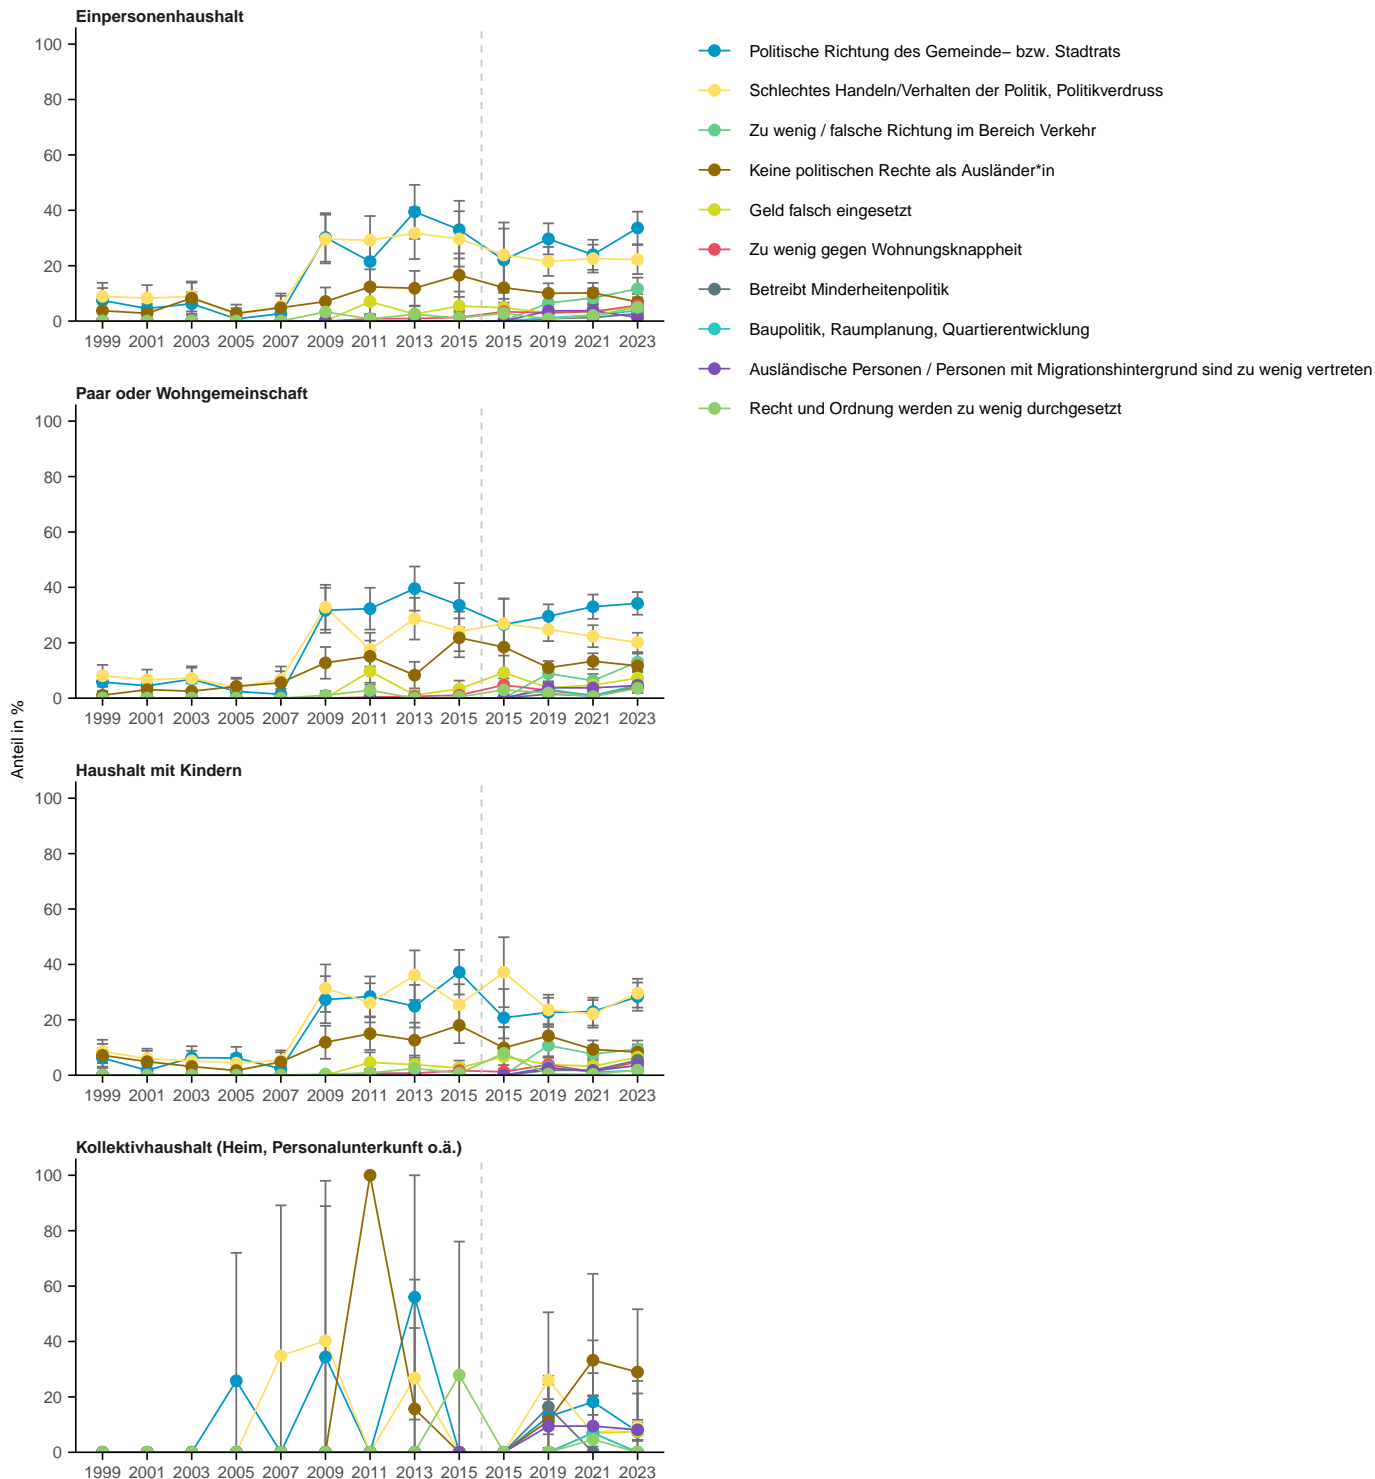 Einpersonenhaushalt
100
80
60
40
20
0
1999 2001 2003 2005 2007 2009 2011 2013 2015 2015 2019 2021 2023
Politische Richtung des Gemeinde– bzw. Stadtrats
Schlechtes Handeln/Verhalten der Politik, Politikverdruss
Zu wenig / falsche Richtung im Bereich Verkehr
Keine politischen Rechte als Ausländer*in
Geld falsch eingesetzt
Zu wenig gegen Wohnungsknappheit
Betreibt Minderheitenpolitik
Baupolitik, Raumplanung, Quartierentwicklung
Ausländische Personen / Personen mit Migrationshintergrund sind zu wenig vertreten
Recht und Ordnung werden zu wenig durchgesetzt
Paar oder Wohngemeinschaft
100
80
60
40
20
0
1999 2001 2003 2005 2007 2009 2011 2013 2015 2015 2019 2021 2023
Anteil in %
Haushalt mit Kindern
100
80
60
40
20
0
1999 2001 2003 2005 2007 2009 2011 2013 2015 2015 2019 2021 2023
Kollektivhaushalt (Heim, Personalunterkunft o.ä.)
100
80
60
40
20
0
1999 2001 2003 2005 2007 2009 2011 2013 2015 2015 2019 2021 2023